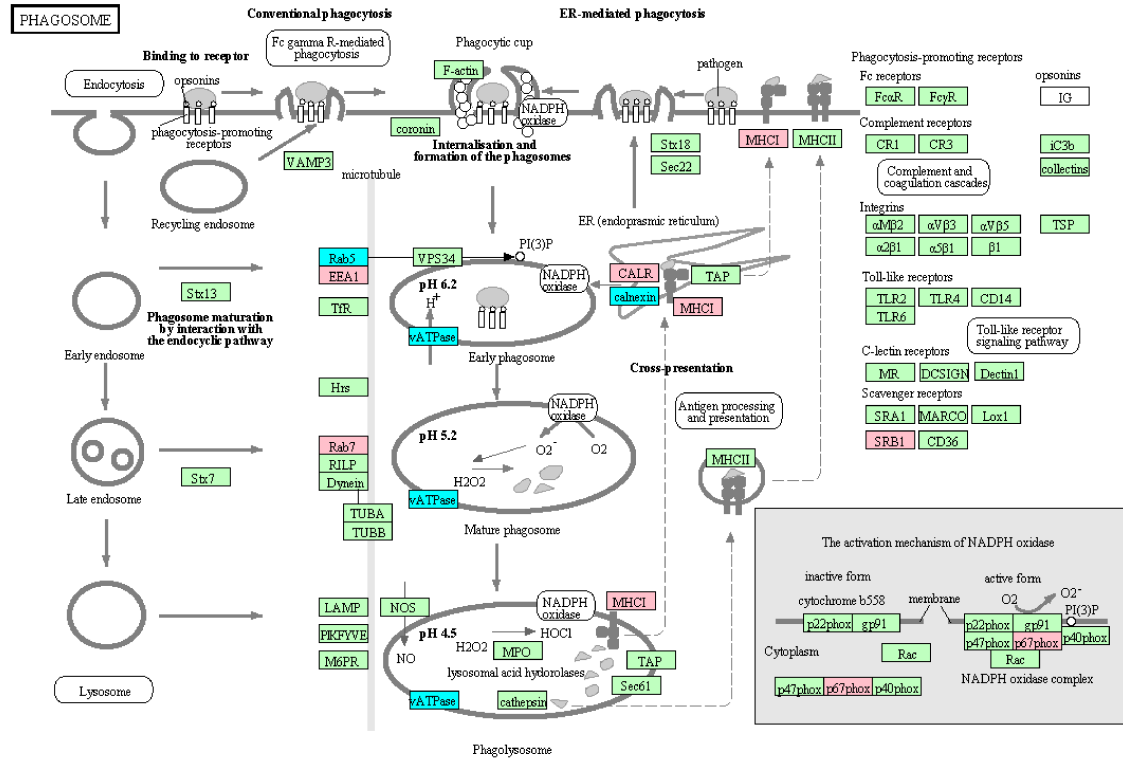 PHAGOSOME
Conventional phagocytosis
ER-mediated phagocytosis
Binding to receptor
Fc gamma R-mediated
phagocytosis
Phagocytic cup
Endocytosis
opsonins
F-actin
NADPH
oxidase
pathogen
phagocytosis-promoting
receptors
VAMP3
coronin
Internalisation and
formation of the phagosomes
Stx18
Sec22
MHCI
MHCII
microtubule
Recycling endosome
ER (endoprasmic reticulum)
Rab5
EEA1
VPS34
PI(3)P
NADPH
oxidase
CALR
calnexin
TAP
MHCI
Stx13
TfR
pH 6.2
H+
vATPase
Phagosome maturation
by interaction with
the endocyclic pathway
Early endosome
Early phagosome
Cross-presentation
Hrs
NADPH
oxidase
Antigen processing
and presentation
Rab7
RILP
Dynein
pH 5.2
O2-
O2
H2O2
vATPase
MHCII
Stx7
Late endosome
TUBA
TUBB
Mature phagosome
LAMP
NOS
NADPH
oxidase
MHCI
PIKFYVE
pH 4.5
H2O2
HOCl
MPO
M6PR
NO
lysosomal acid hydorolases
TAP
Sec61
vATPase
cathepsin
Lysosome
Phagolysosome
Phagocytosis-promoting receptors
Fc receptors
opsonins
FcαR
FcγR
IG
Complement receptors
CR1
CR3
iC3b
Complement and
coagulation cascades
collectins
Integrins
αMβ2
αVβ3
αVβ5
TSP
α2β1
α5β1
β1
Toll-like receptors
TLR2
TLR4
CD14
TLR6
Toll-like receptor
signaling pathway
C-lectin receptors
MR
DCSIGN
Dectin1
Scavenger receptors
SRA1
MARCO
Lox1
SRB1
CD36
The activation mechanism of NADPH oxidase
inactive form
active form
cytochrome b558
membrane
O2
O2-
PI(3)P
p22phox
gp91
p22phox
gp91
p47phox
p67phox
p40phox
Cytoplasm
Rac
Rac
NADPH oxidase complex
p47phox
p67phox
p40phox